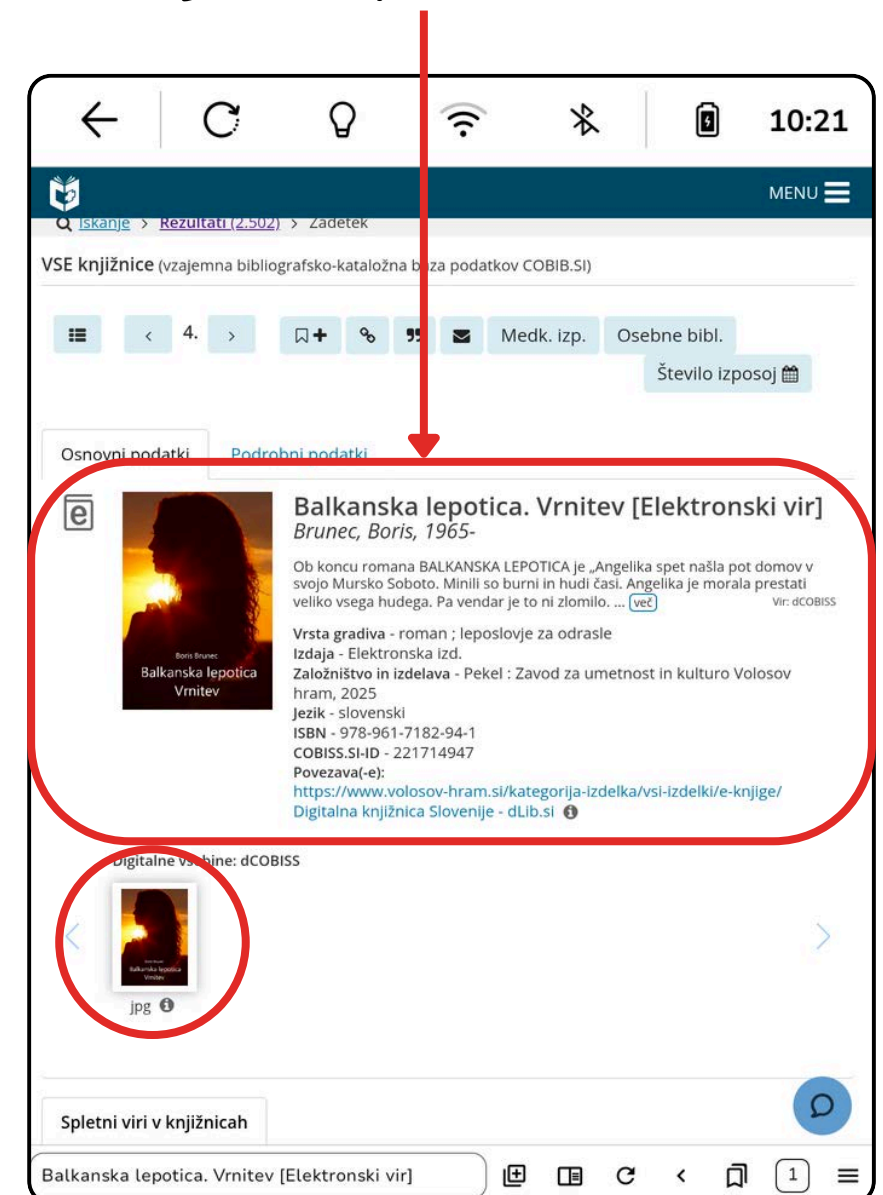 10:21
MENU
Iskanje > Rezultati (2.502) > Zadetek
VSE knjižnice (vzajemna bibliografsko-kataložna baza podatkov COBIB.SI)
< 4. > Medk. izp. Osebne bibl.
Število izposoj
Osnovni podatki Podrobni podatki
Balkanska lepotica. Vrnitev [Elektronski vir]
Brunec, Boris, 1965-
Ob koncu romana BALKANSKA LEPOTICA je „Angelika spet našla pot domov v
svojo Mursko Soboto. Minili so burni in hudi časi. Angelika je morala prestati
veliko vsega hudega. Pa vendar je to ni zlomilo. ... več Vir: dCOBISS
Boris Brunec
Balkanska lepotica
Vrnitev
Vrsta gradiva - roman ; leposlovje za odrasle
Izdaja - Elektronska izd.
Založništvo in izdelava - Pekel : Zavod za umetnost in kulturo Volosov
hram, 2025
Jezik - slovenski
ISBN - 978-961-7182-94-1
COBISS.SI-ID - 221714947
Povezava(-e):
https://www.volosov-hram.si/kategorija-izdelka/vsi-izdelki/e-knjige/
Digitalna knjižnica Slovenije - dLib.si
Digitalne vsebine: dCOBISS
Balkanska lepotica
Vrnitev
jpg
Spletni viri v knjižnicah
Balkanska lepotica. Vrnitev [Elektronski vir] 1